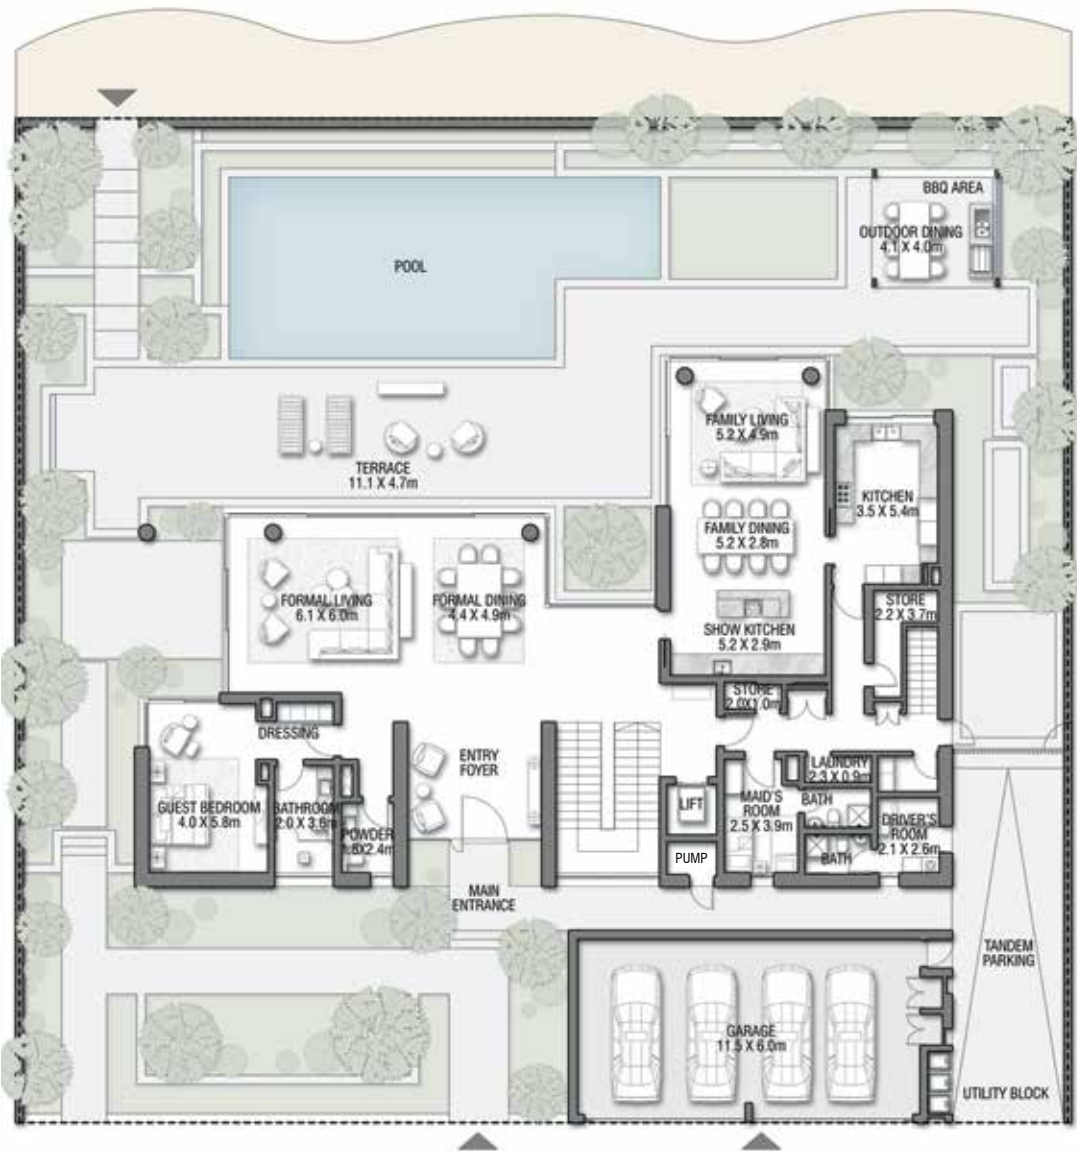 BBQ AREA
OUTDOOR DINING
4.1 X 4.0m
POOL
FAMILY LIVING
5.2 X 4.9m
TERRACE
11.1 X 4.7m
KITCHEN
3.5 X 5.4m
FAMILY DINING
5.2 X 2.8m
FORMAL LIVING
6.1 X 6.0m
FORMAL DINING
4.4 X 4.9m
STORE
2.2 X 3.7m
SHOW KITCHEN
5.2 X 2.9m
STORE
2.0X1.0m
DRESSING
ENTRY
FOYER
LAUNDRY
2.3 X 0.9m
GUEST BEDROOM
4.0 X 5.8m
BATHROOM
2.0 X 3.6m
LIFT
MAID'S
ROOM
2.5 X 3.9m
BATH
DRIVER'S
ROOM
2.1 X 2.6m
POWDER
1.8X2.4m
PUMP
BATH
MAIN
ENTRANCE
TANDEM
PARKING
GARAGE
11.5 X 6.0m
UTILITY BLOCK